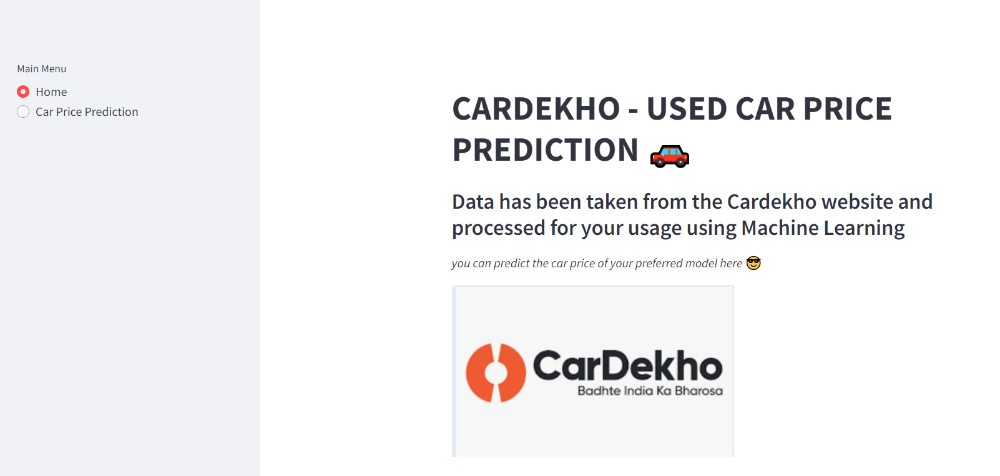 Main Menu
Home
Car Price Prediction
CARDEKHO - USED CAR PRICE
PREDICTION 🚗
Data has been taken from the Cardekho website and
processed for your usage using Machine Learning
you can predict the car price of your preferred model here 😎
CarDekho
Badhte India Ka Bharosa